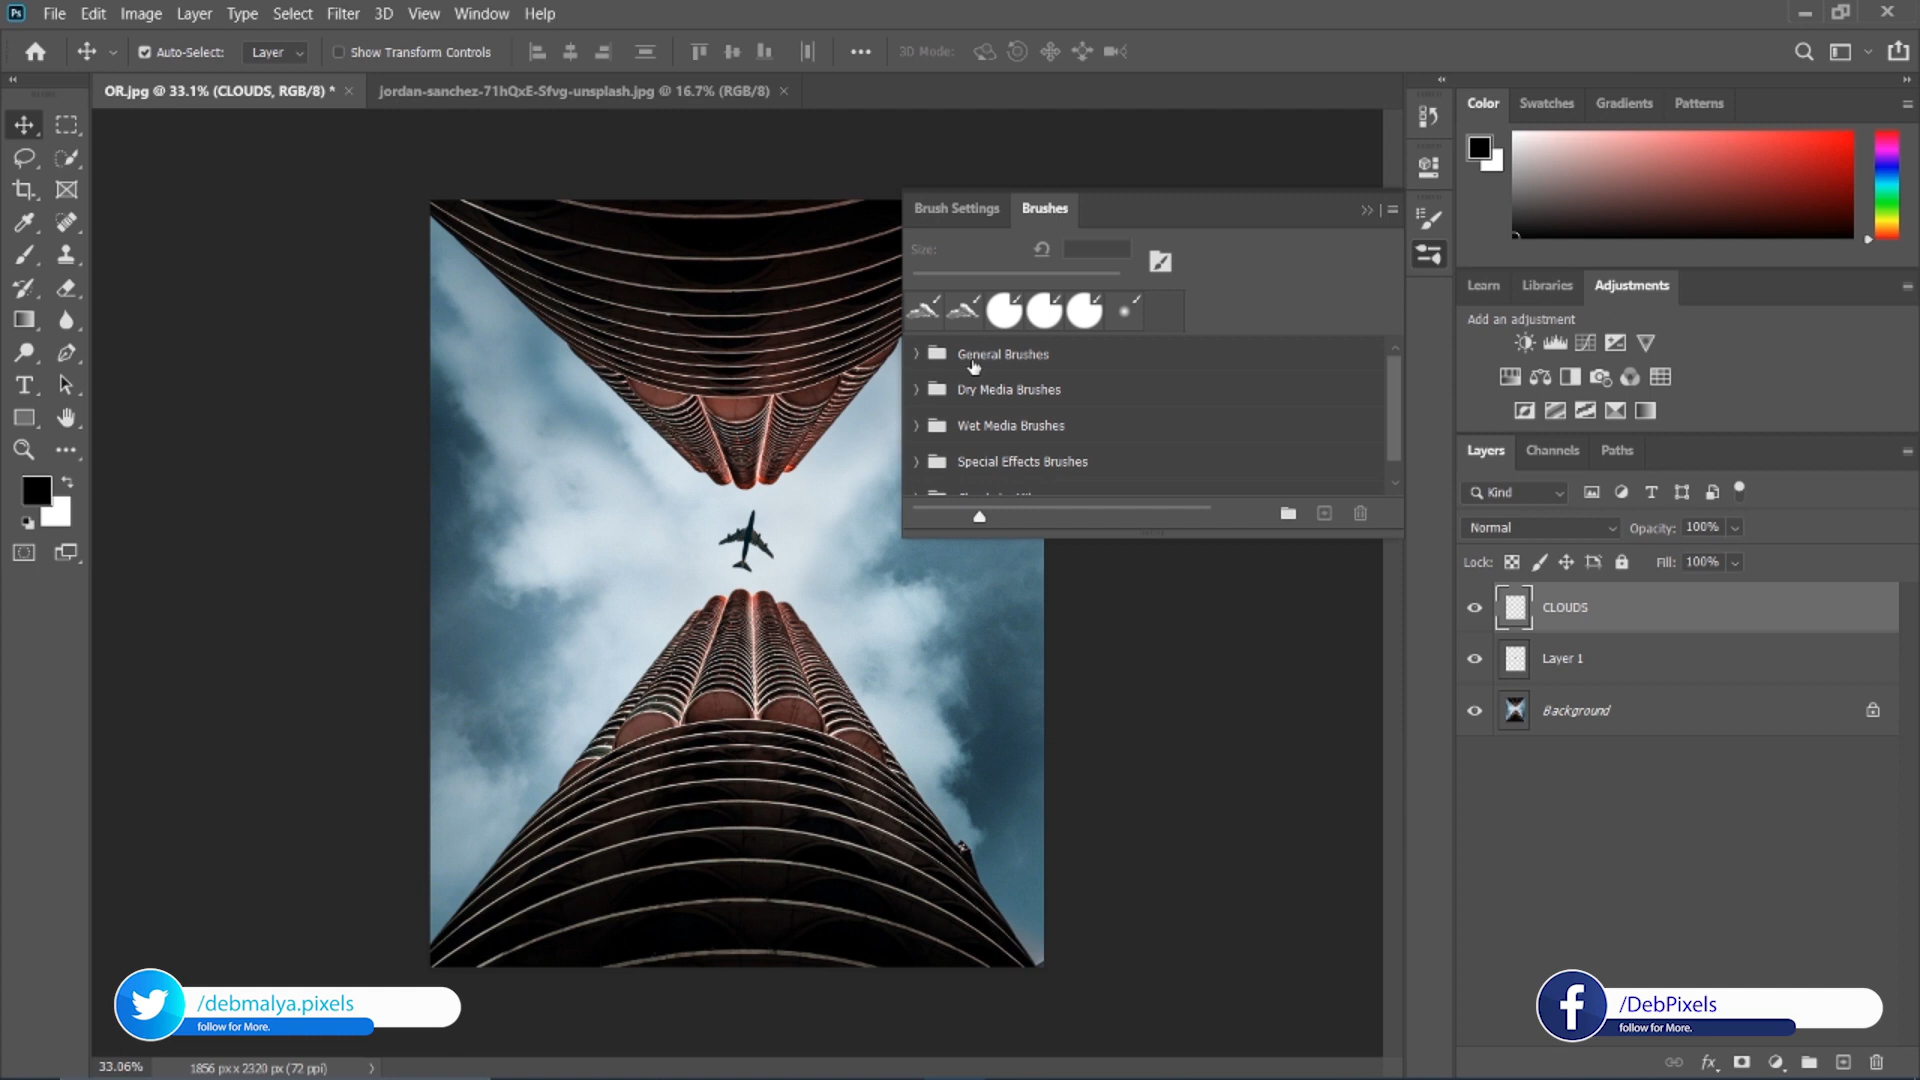 Ps File Edit Image Layer Type Select Filter 3D View Window Help
Auto-Select: Layer Show Transform Controls 3D Mode:
OR.jpg @ 33.1% (CLOUDS, RGB/8) *
jordan-sanchez-71hQxE-Sfvg-unsplash.jpg @ 16.7% (RGB/8)
Color Swatches Gradients Patterns
Brush Settings Brushes
Size:
General Brushes
Dry Media Brushes
Wet Media Brushes
Special Effects Brushes
Learn Libraries Adjustments
Add an adjustment
Layers Channels Paths
Kind
Normal Opacity: 100%
Lock: Fill: 100%
CLOUDS
Layer 1
Background
/debmalya.pixels
follow for More.
/DebPixels
follow for More.
33.06% 1856 px x 2320 px (72 ppi)
fx